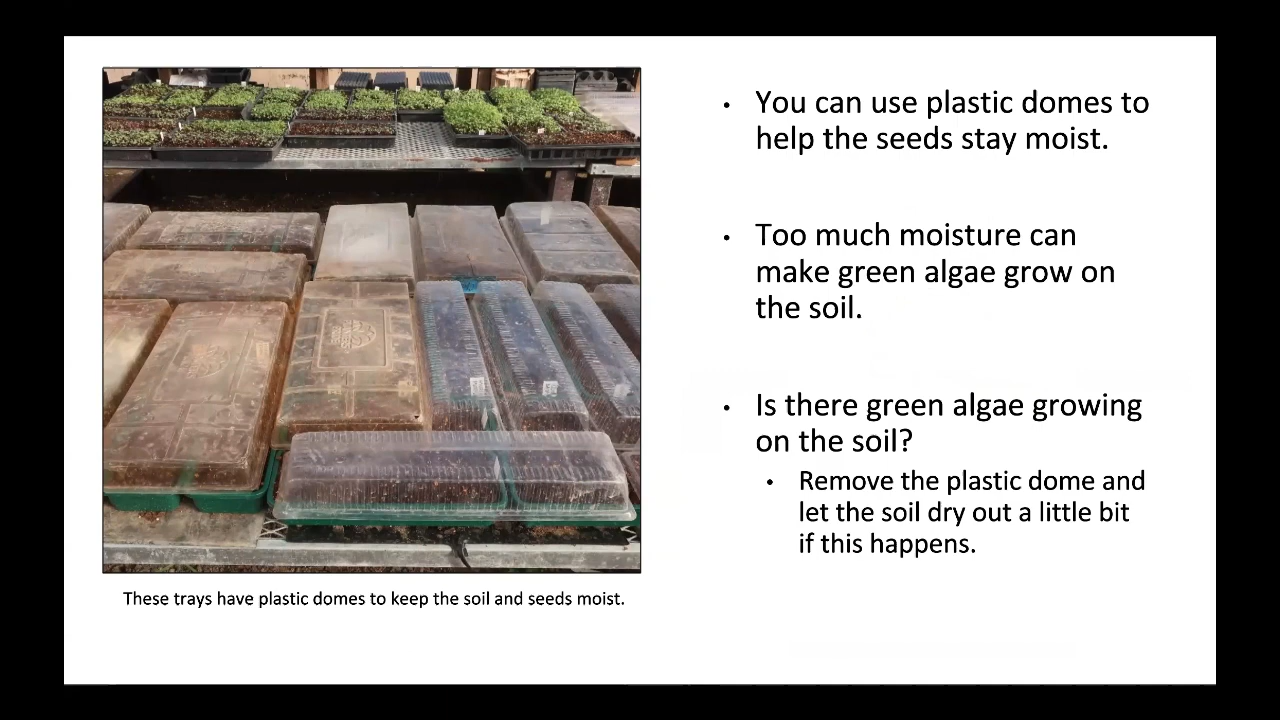 • You can use plastic domes to
help the seeds stay moist.
• Too much moisture can
make green algae grow on
the soil.
• Is there green algae growing
on the soil?
• Remove the plastic dome and
let the soil dry out a little bit
if this happens.
These trays have plastic domes to keep the soil and seeds moist.